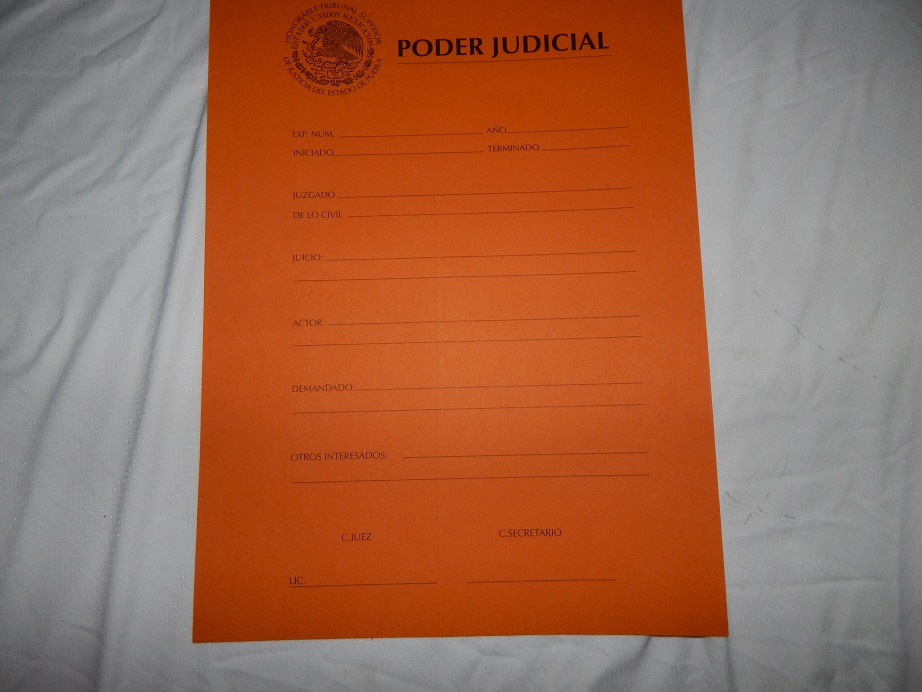 HONORABLE TRIBUNAL SUPERIOR
ESTADOS UNIDOS MEXICANOS
DE JUSTICIA DEL ESTADO DE PUEBLA
PODER JUDICIAL
EXP. NUM. AÑO
INICIADO TERMINADO
JUZGADO
DE LO CIVIL
JUICIO:
ACTOR:
DEMANDADO:
OTROS INTERESADOS:
C.JUEZ C.SECRETARIO
LIC.